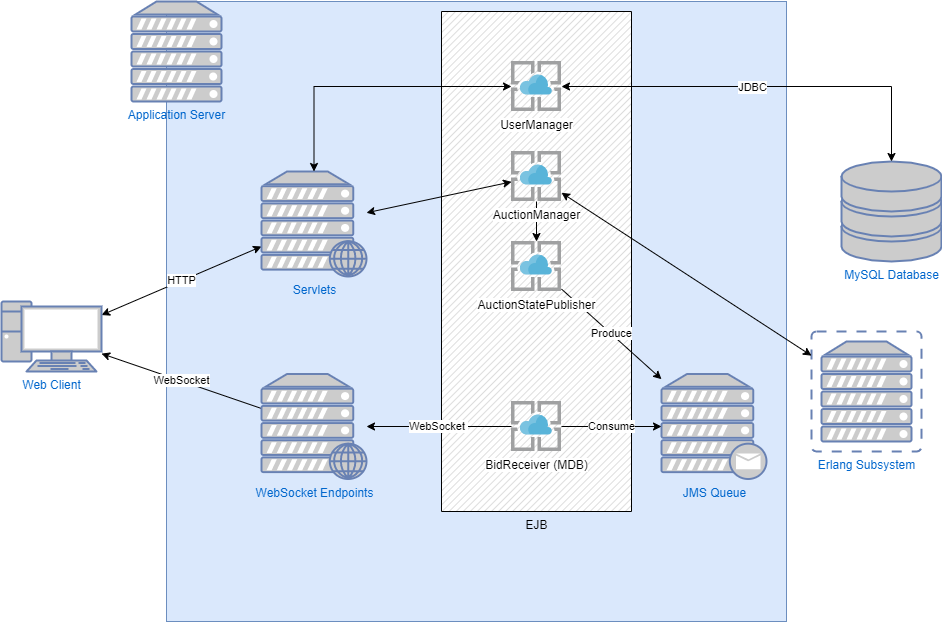 Application Server
UserManager
JDBC
AuctionManager
MySQL Database
HTTP
Servlets
AuctionStatePublisher
Produce
Web Client
WebSocket
WebSocket
Consume
BidReceiver (MDB)
Erlang Subsystem
WebSocket Endpoints
JMS Queue
EJB